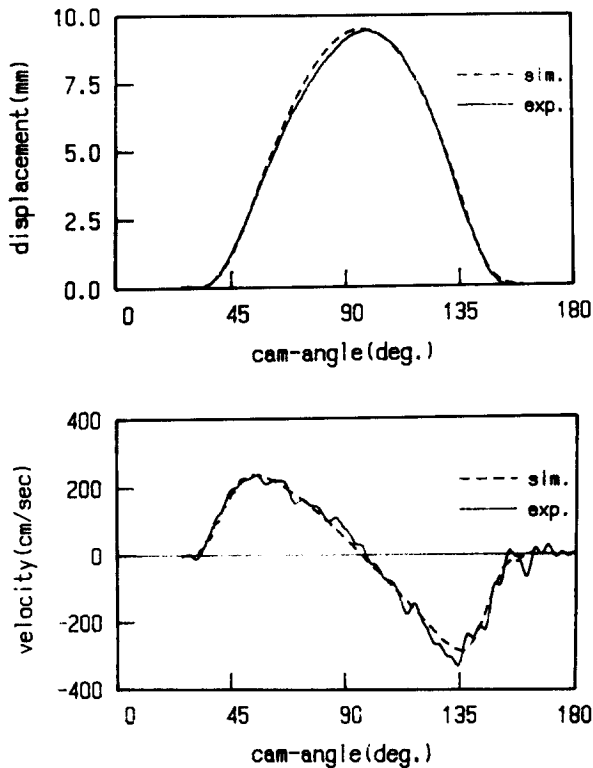 10.0
7.5
5.0
2.5
0.0
displacement(mm)
sim.
exp.
0 45 90 135 180
cam-angle(deg.)
400
200
0
-200
-400
velocity(cm/sec)
sim.
exp.
0 45 90 135 180
cam-angle(deg.)